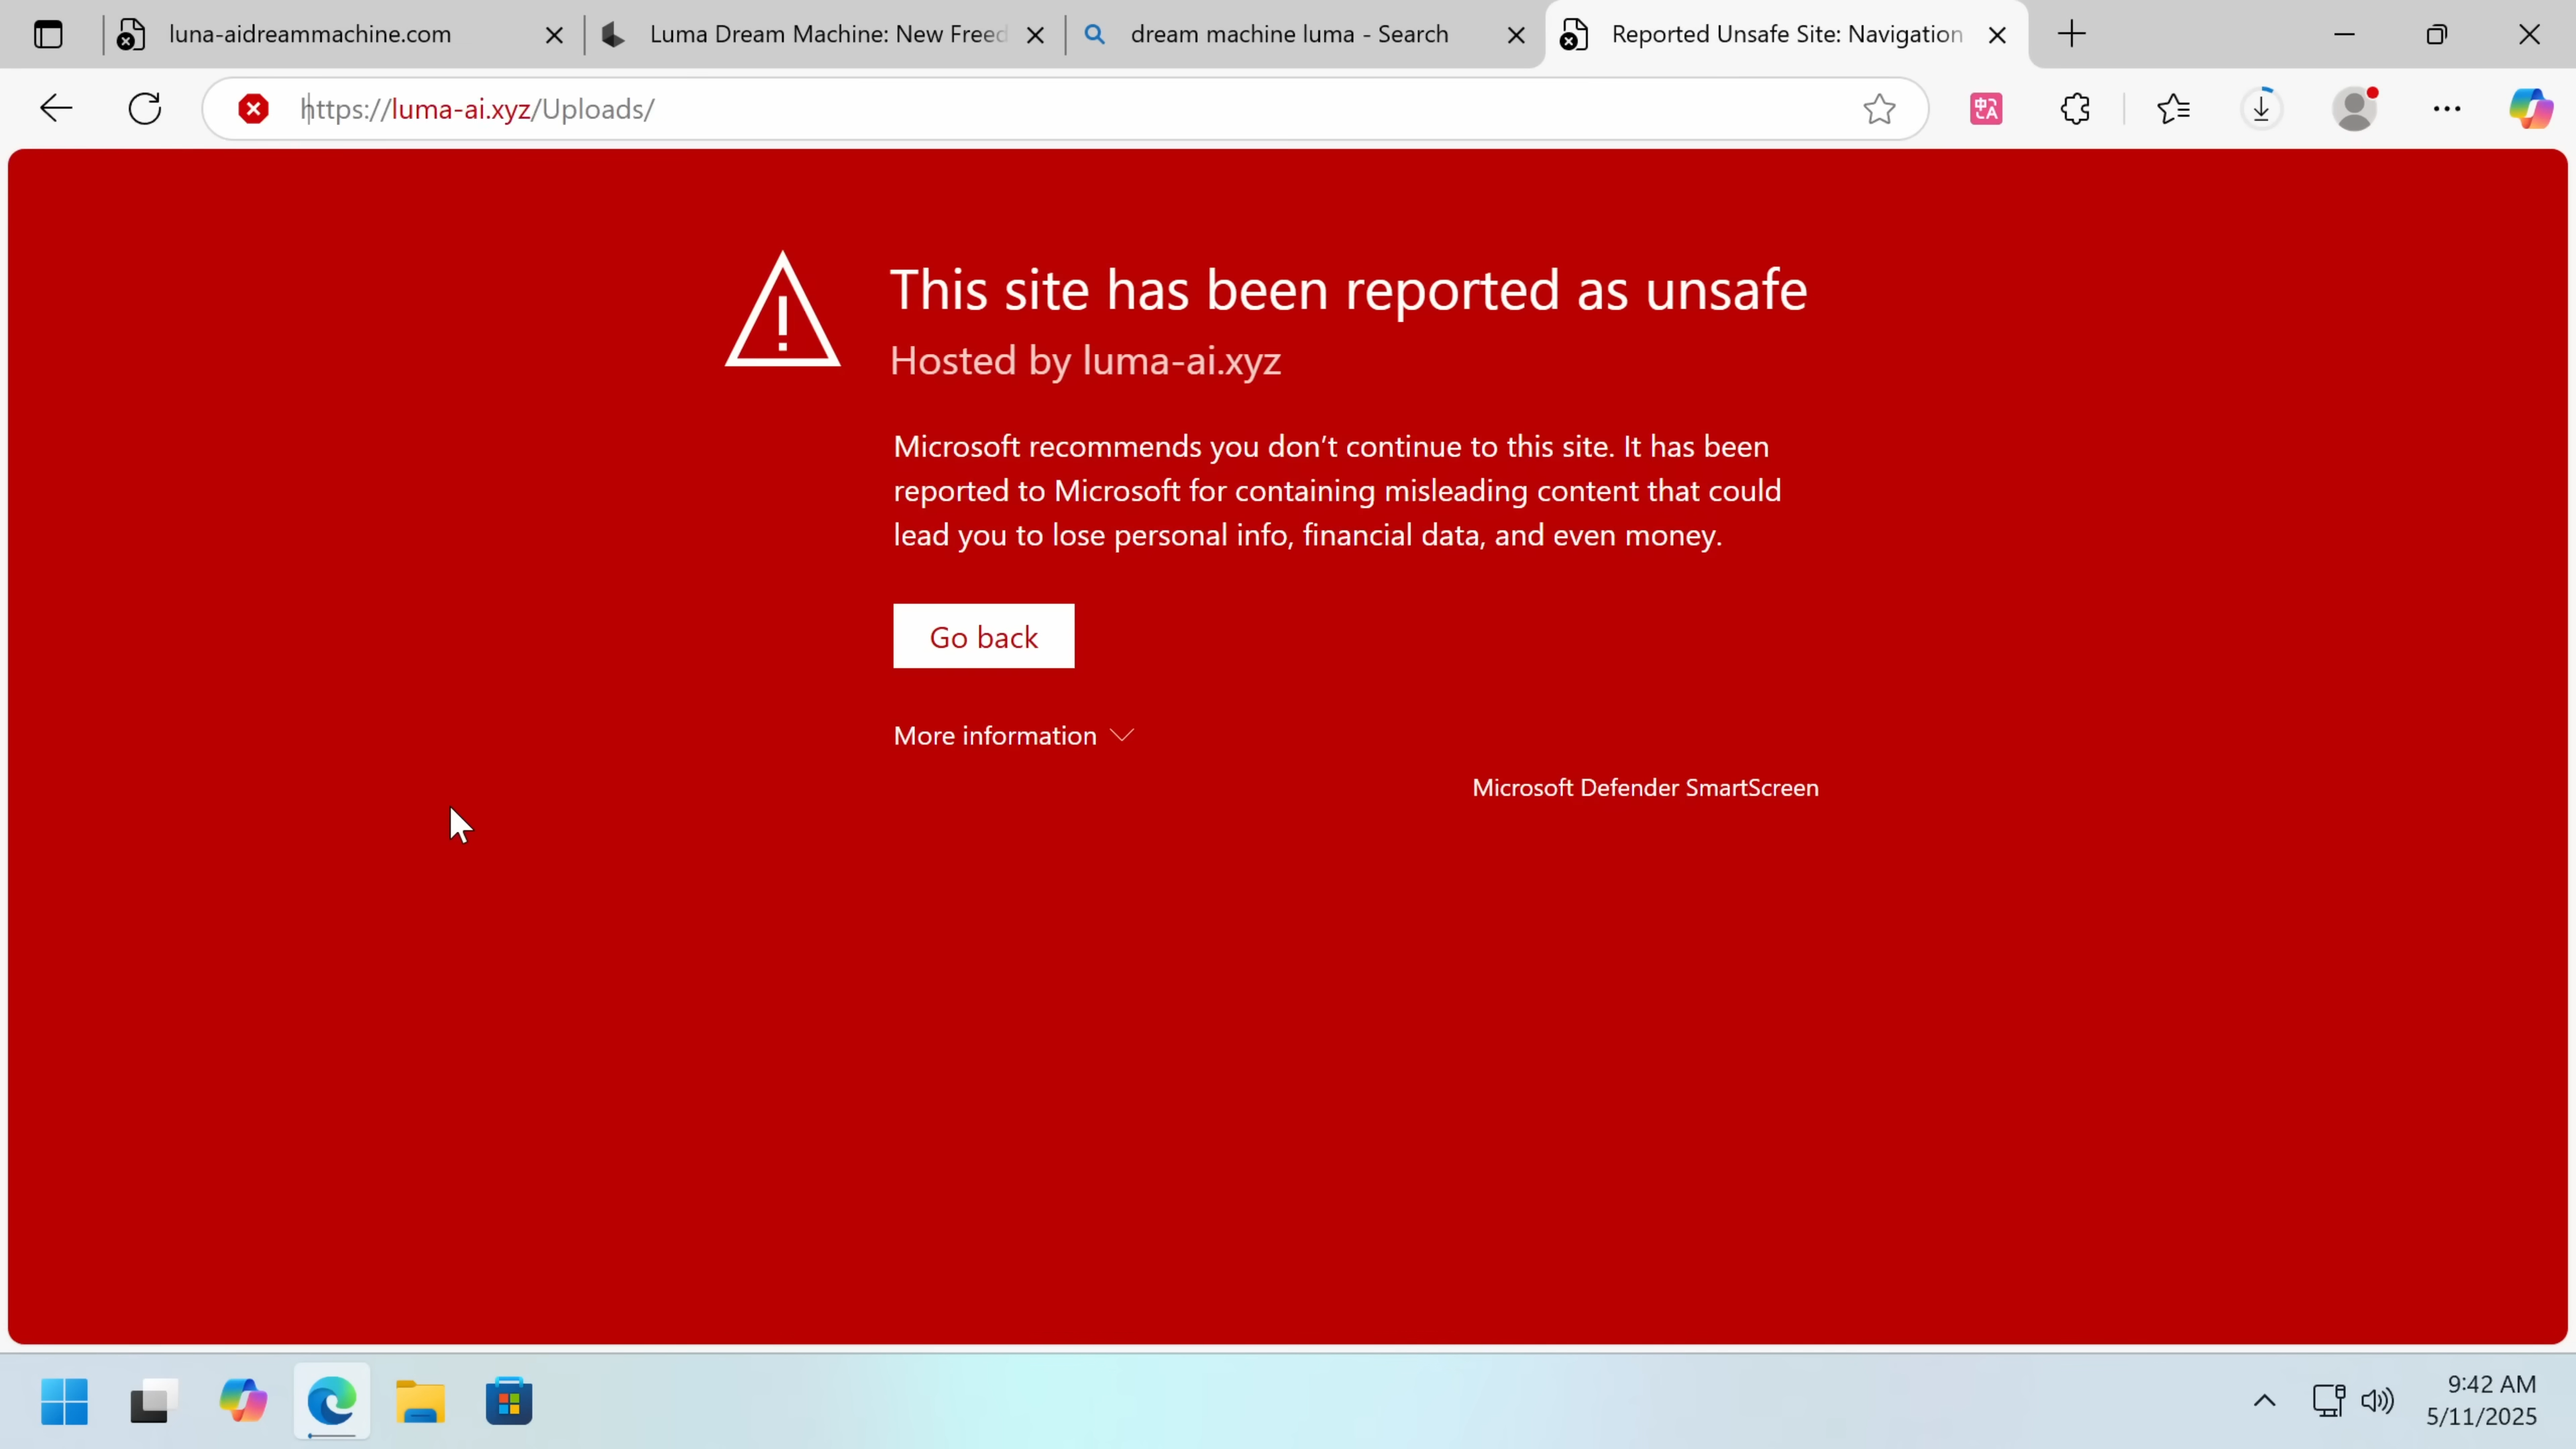 luna-aidreammachine.com
Luma Dream Machine: New Freed
dream machine luma - Search
Reported Unsafe Site: Navigation
https://luma-ai.xyz/Uploads/
This site has been reported as unsafe
Hosted by luma-ai.xyz
Microsoft recommends you don't continue to this site. It has been
reported to Microsoft for containing misleading content that could
lead you to lose personal info, financial data, and even money.
Go back
More information
Microsoft Defender SmartScreen
9:42 AM
5/11/2025